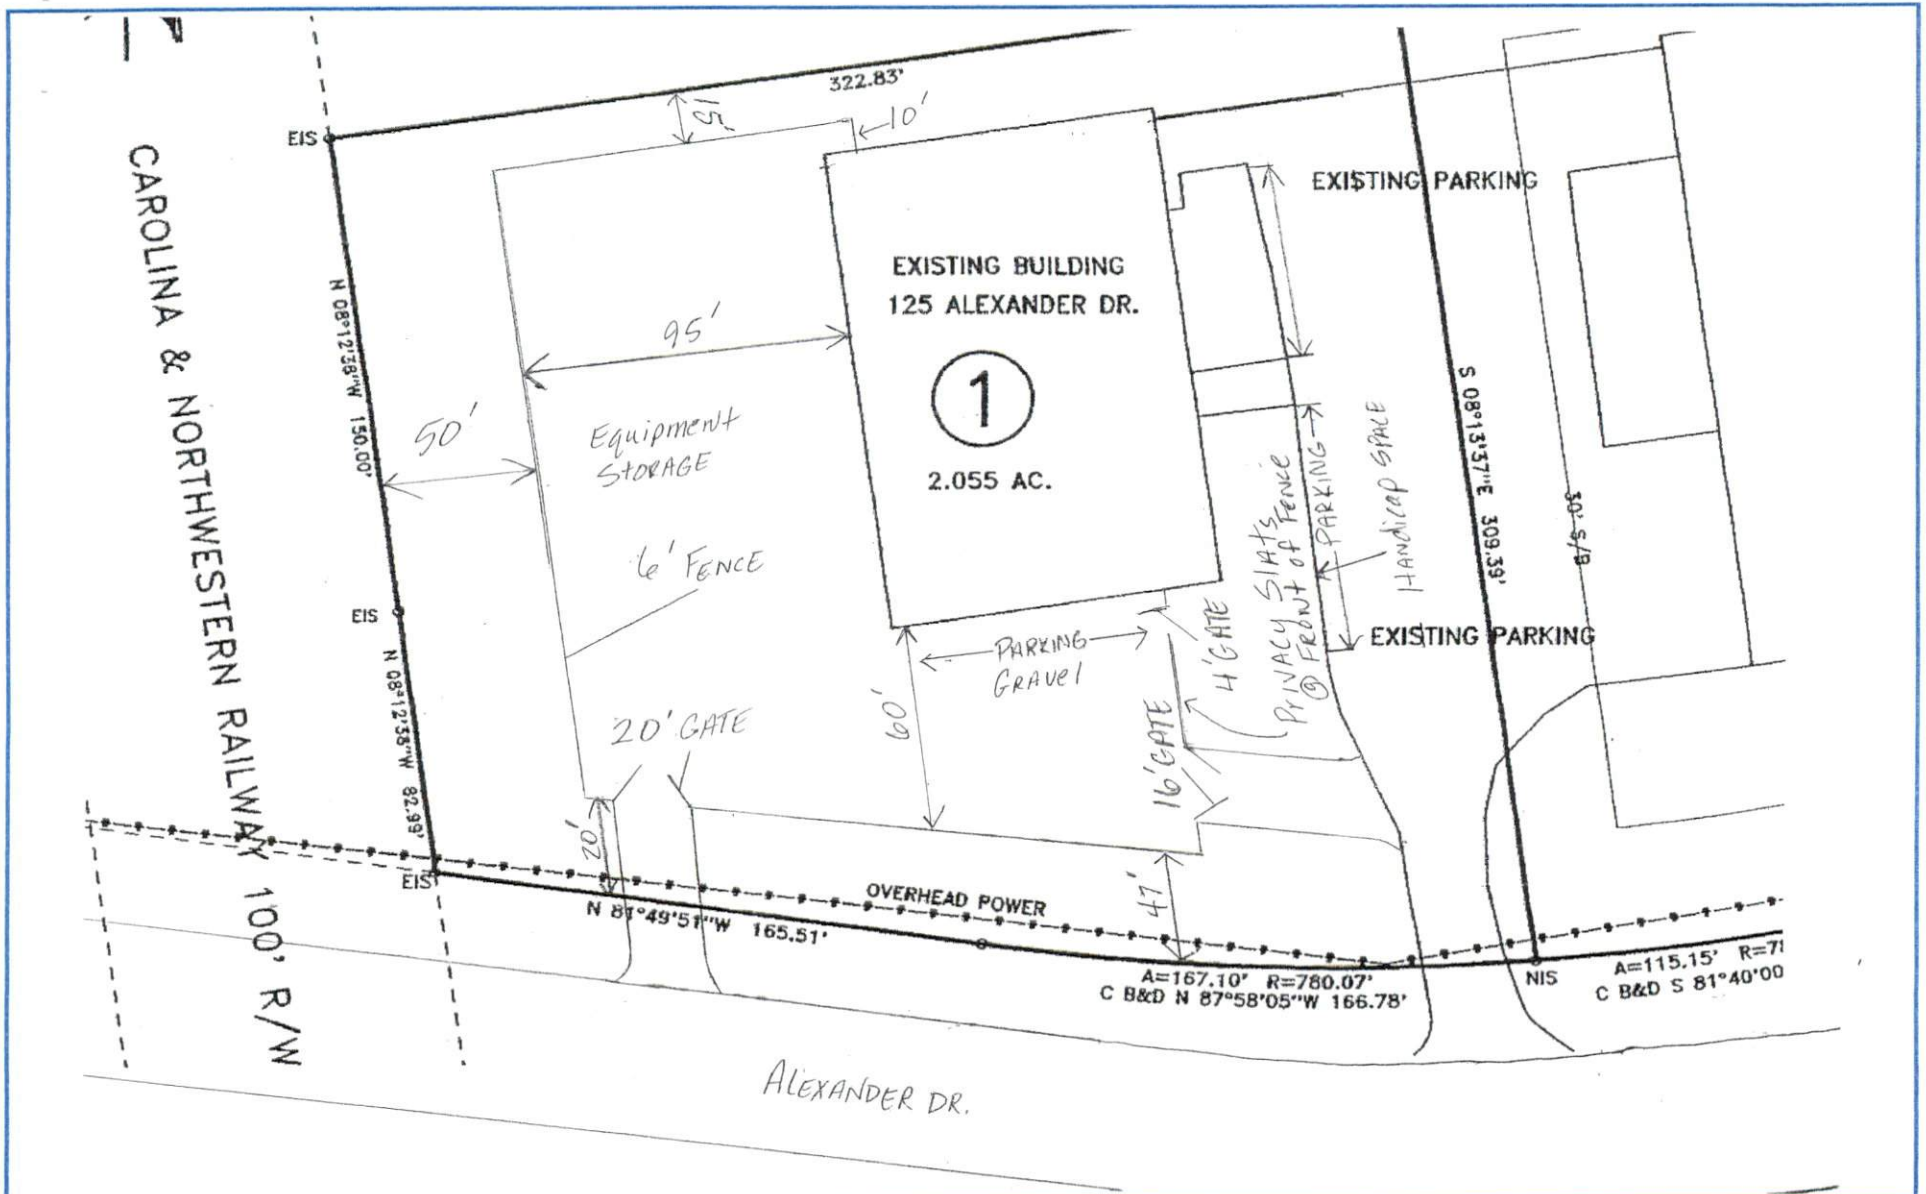 322.83'
15'
10'
EIS
CAROLINA & NORTHWESTERN RAILWAY 100' R/W
N 08°12'38"W 150.00'
EXISTING PARKING
EXISTING BUILDING
125 ALEXANDER DR.
1
2.055 AC.
95'
50'
Equipment
STORAGE
6' FENCE
S 08°13'37"E 309.39'
30' S/B
HANDICAP SPACE
PARKING
PRIVACY SLATS
@ FRONT OF FENCE
4' GATE
EXISTING PARKING
EIS
N 08°12'38"W 82.99'
PARKING
GRAVEL
60'
20' GATE
16' GATE
20'
47'
EIS
OVERHEAD POWER
N 81°49'51"W 165.51'
A=167.10' R=780.07'
C B&D N 87°58'05"W 166.78'
NIS
A=115.15' R=78
C B&D S 81°40'00
ALEXANDER DR.